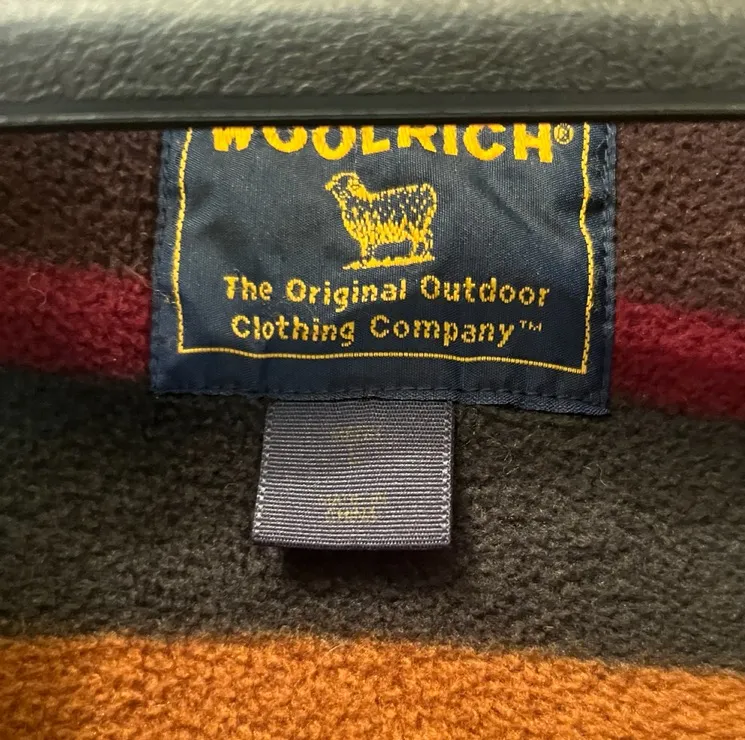 WOOLRICH®
The Original Outdoor
Clothing Company™